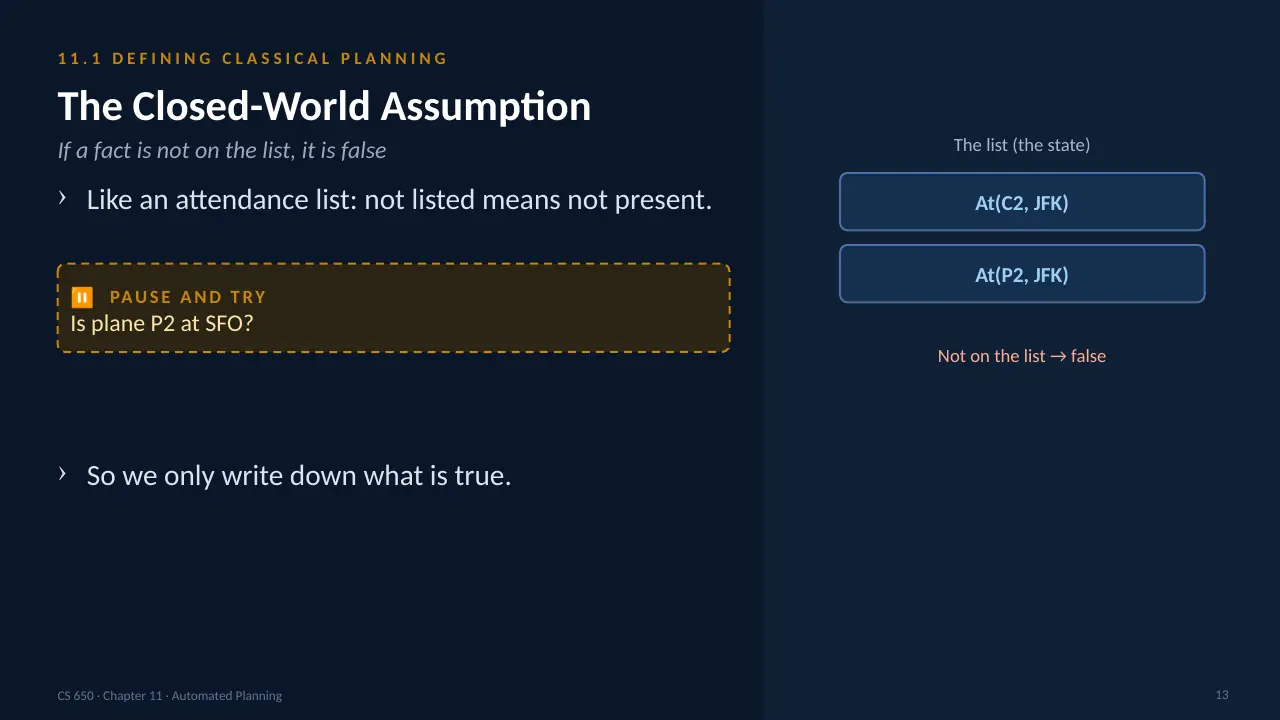 11.1 DEFINING CLASSICAL PLANNING
The Closed-World Assumption
If a fact is not on the list, it is false
› Like an attendance list: not listed means not present.
⏸ PAUSE AND TRY
Is plane P2 at SFO?
› So we only write down what is true.
The list (the state)
At(C2, JFK)
At(P2, JFK)
Not on the list → false
CS 650 · Chapter 11 · Automated Planning
13